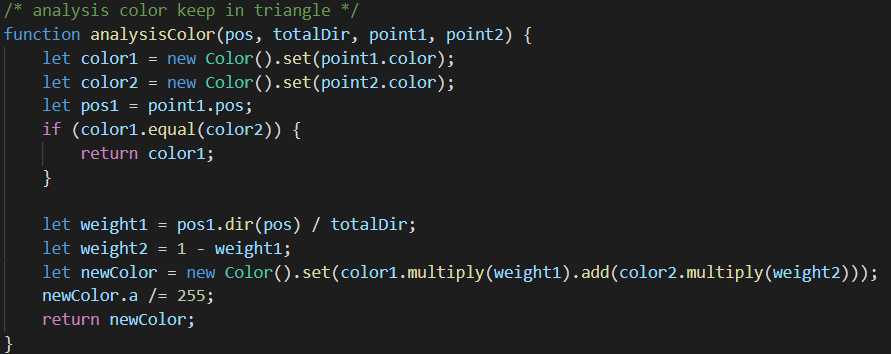 /* analysis color keep in triangle */
function analysisColor(pos, totalDir, point1, point2) {
    let color1 = new Color().set(point1.color);
    let color2 = new Color().set(point2.color);
    let pos1 = point1.pos;
    if (color1.equal(color2)) {
        return color1;
    }

    let weight1 = pos1.dir(pos) / totalDir;
    let weight2 = 1 - weight1;
    let newColor = new Color().set(color1.multiply(weight1).add(color2.multiply(weight2)));
    newColor.a /= 255;
    return newColor;
}